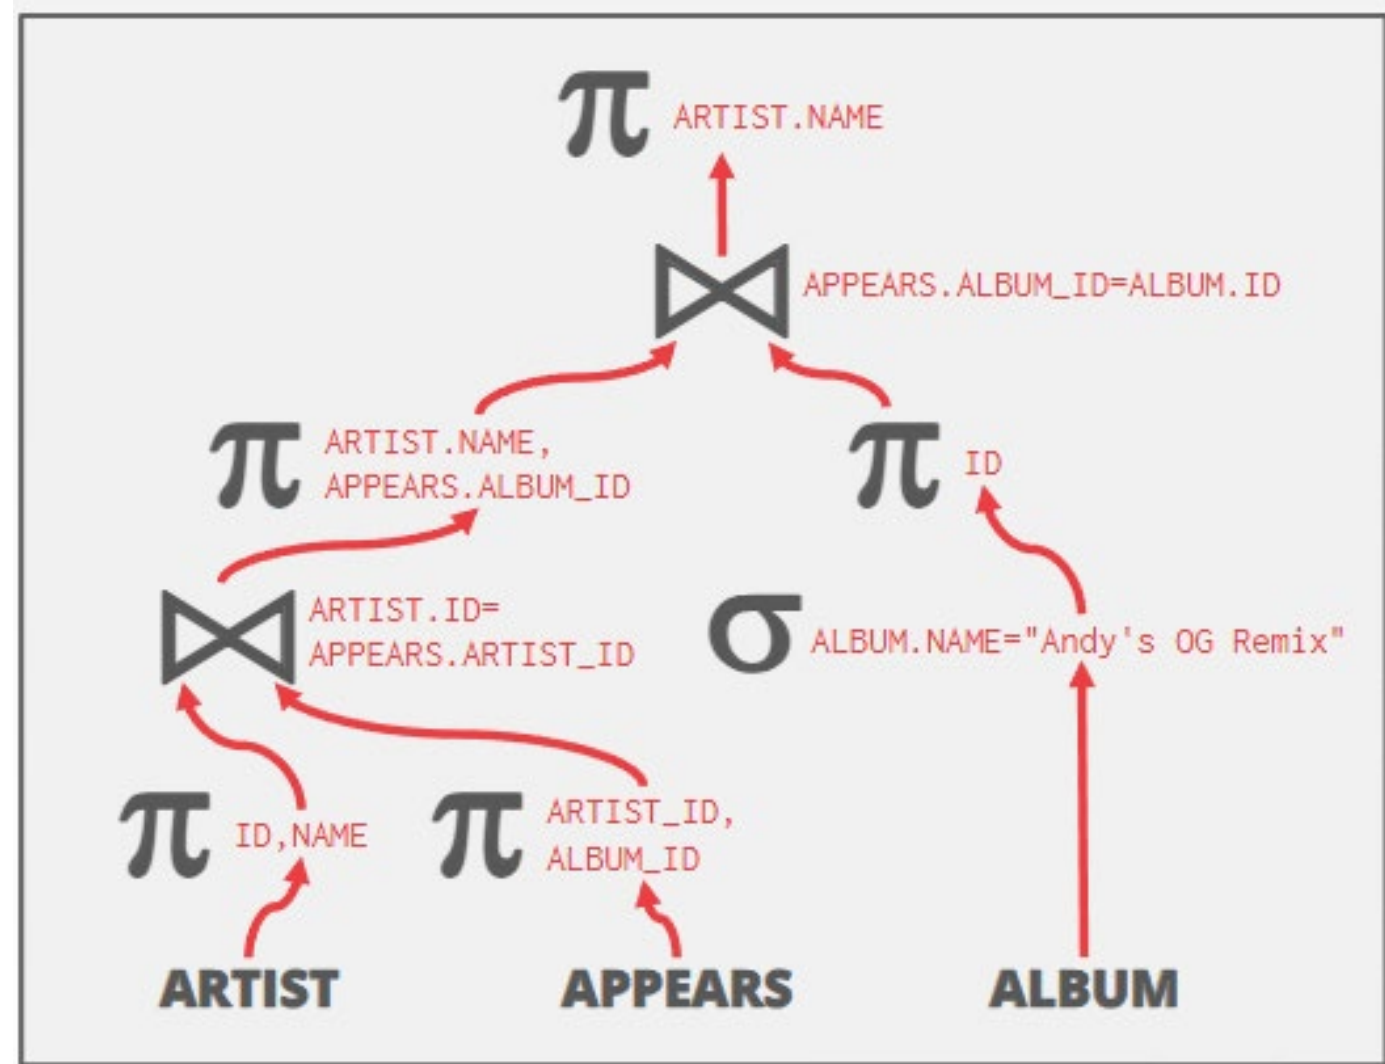 π ARTIST.NAME
⋈ APPEARS.ALBUM_ID=ALBUM.ID
π ARTIST.NAME,
APPEARS.ALBUM_ID
π ID
⋈ ARTIST.ID=
APPEARS.ARTIST_ID
σ ALBUM.NAME="Andy's OG Remix"
π ID,NAME
π ARTIST_ID,
ALBUM_ID
ARTIST
APPEARS
ALBUM